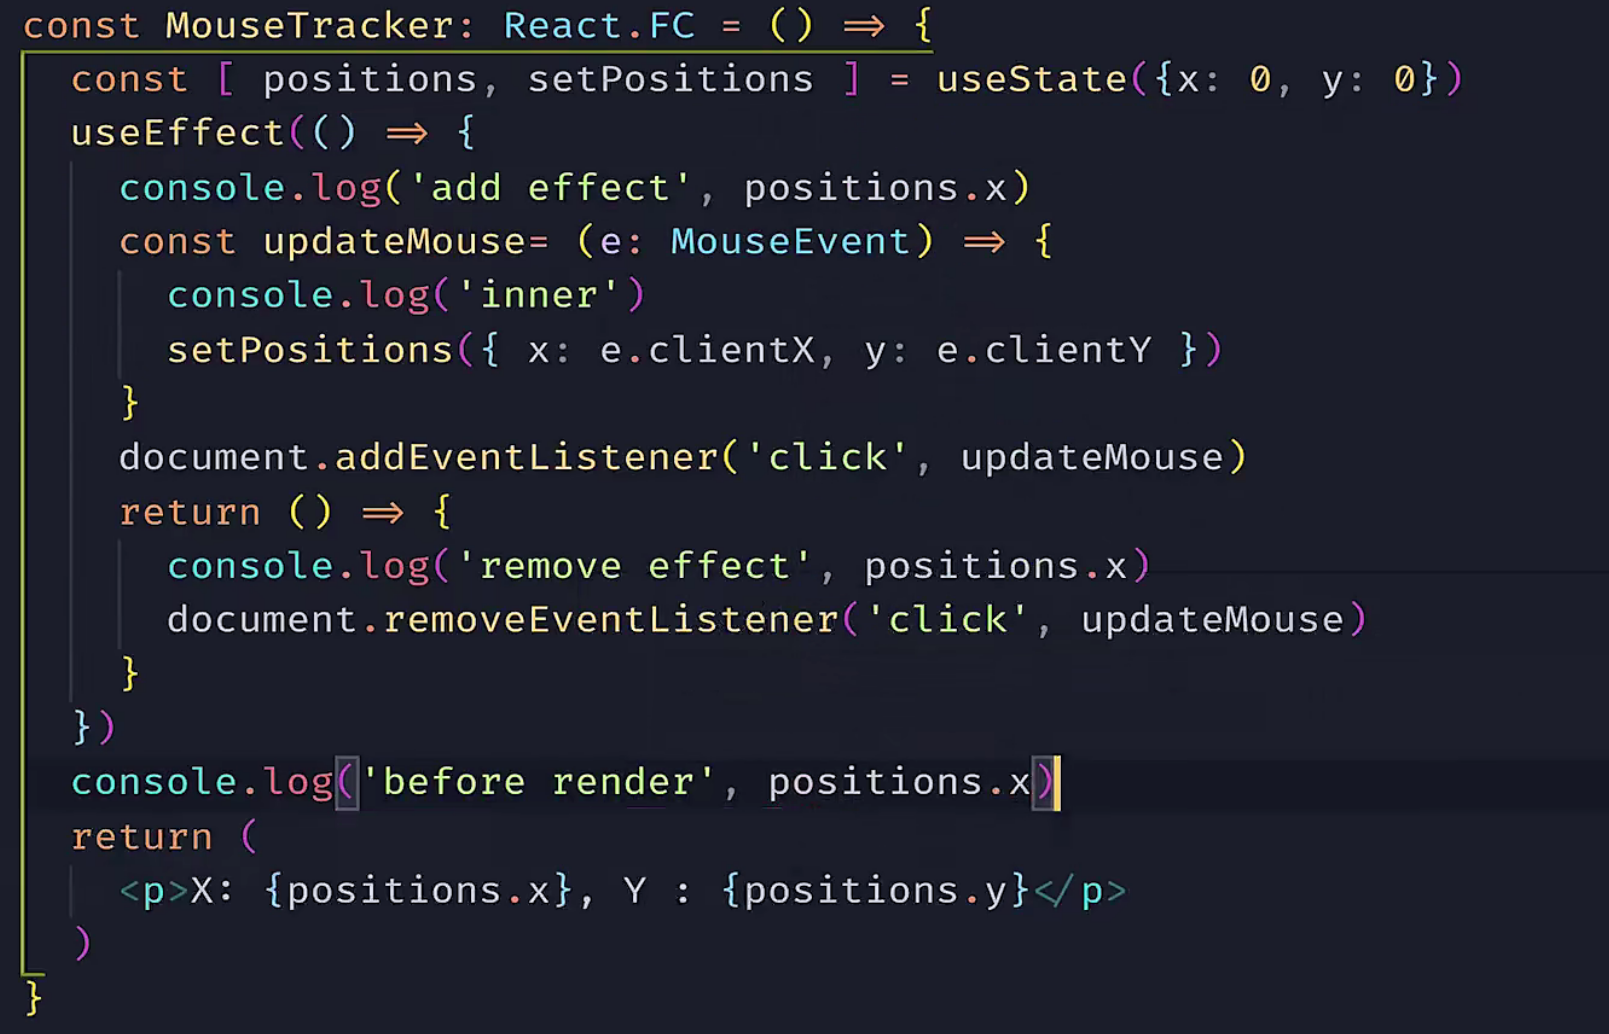 const MouseTracker: React.FC = () => {
const [ positions, setPositions ] = useState({x: 0, y: 0})
useEffect(() => {
console.log('add effect', positions.x)
const updateMouse= (e: MouseEvent) => {
console.log('inner')
setPositions({ x: e.clientX, y: e.clientY })
}
document.addEventListener('click', updateMouse)
return () => {
console.log('remove effect', positions.x)
document.removeEventListener('click', updateMouse)
}
})
console.log('before render', positions.x)
return (
<p>X: {positions.x}, Y : {positions.y}</p>
)
}